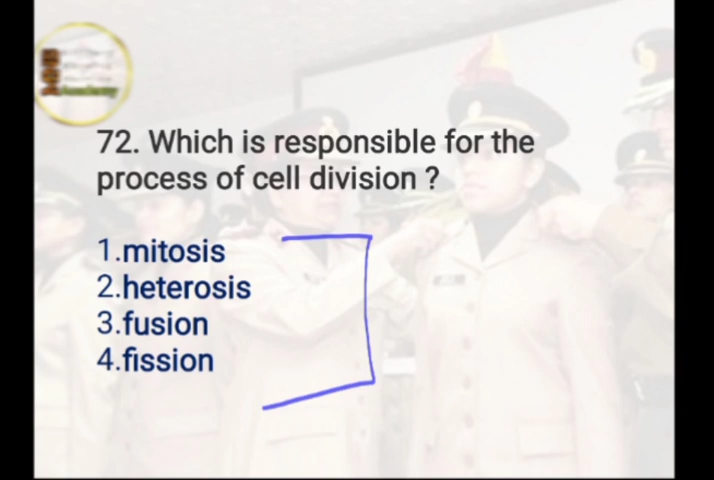 72. Which is responsible for the
process of cell division ?
1.mitosis
2.heterosis
3.fusion
4.fission